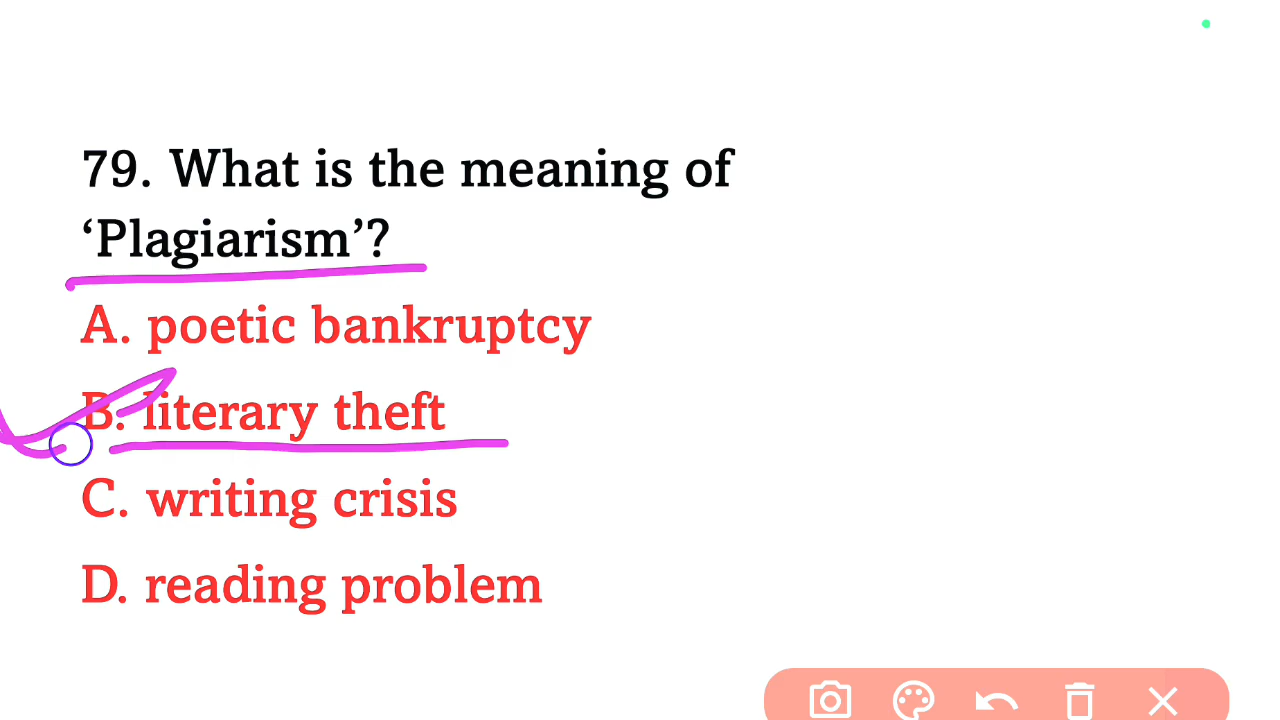 79. What is the meaning of
‘Plagiarism’?
A. poetic bankruptcy
B. literary theft
C. writing crisis
D. reading problem